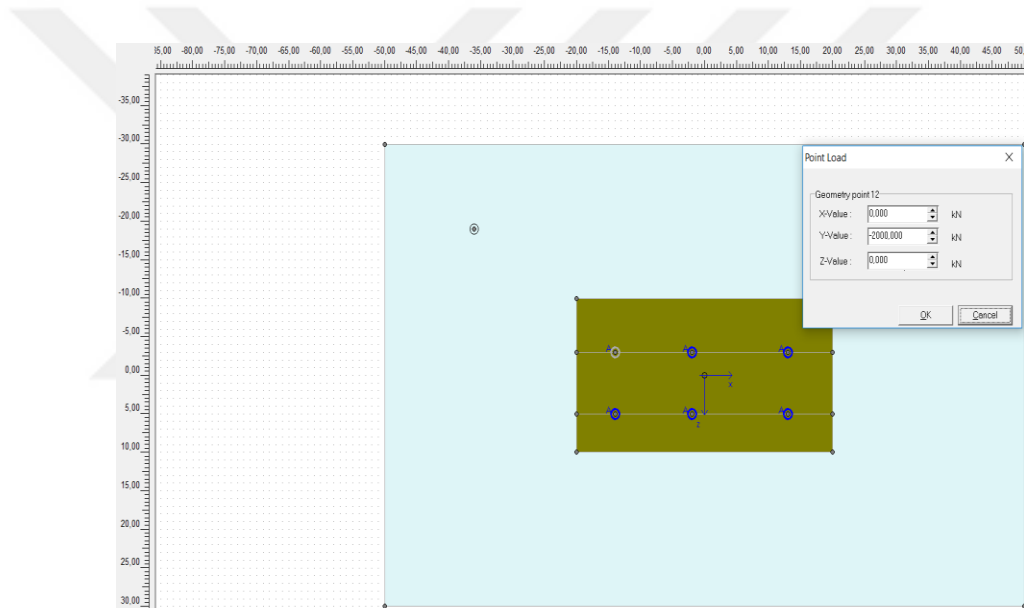 35,00 -80,00 -75,00 -70,00 -65,00 -60,00 -55,00 -50,00 -45,00 -40,00 -35,00 -30,00 -25,00 -20,00 -15,00 -10,00 -5,00 0,00 5,00 10,00 15,00 20,00 25,00 30,00 35,00 40,00 45,00 50,
-35,00
-30,00
-25,00
-20,00
-15,00
-10,00
-5,00
0,00
5,00
10,00
15,00
20,00
25,00
30,00
Point Load
Geometry point 12
X-Value : 0,000 kN
Y-Value : -2000,000 kN
Z-Value : 0,000 kN
OK Cancel
A A A
x
A A A
z